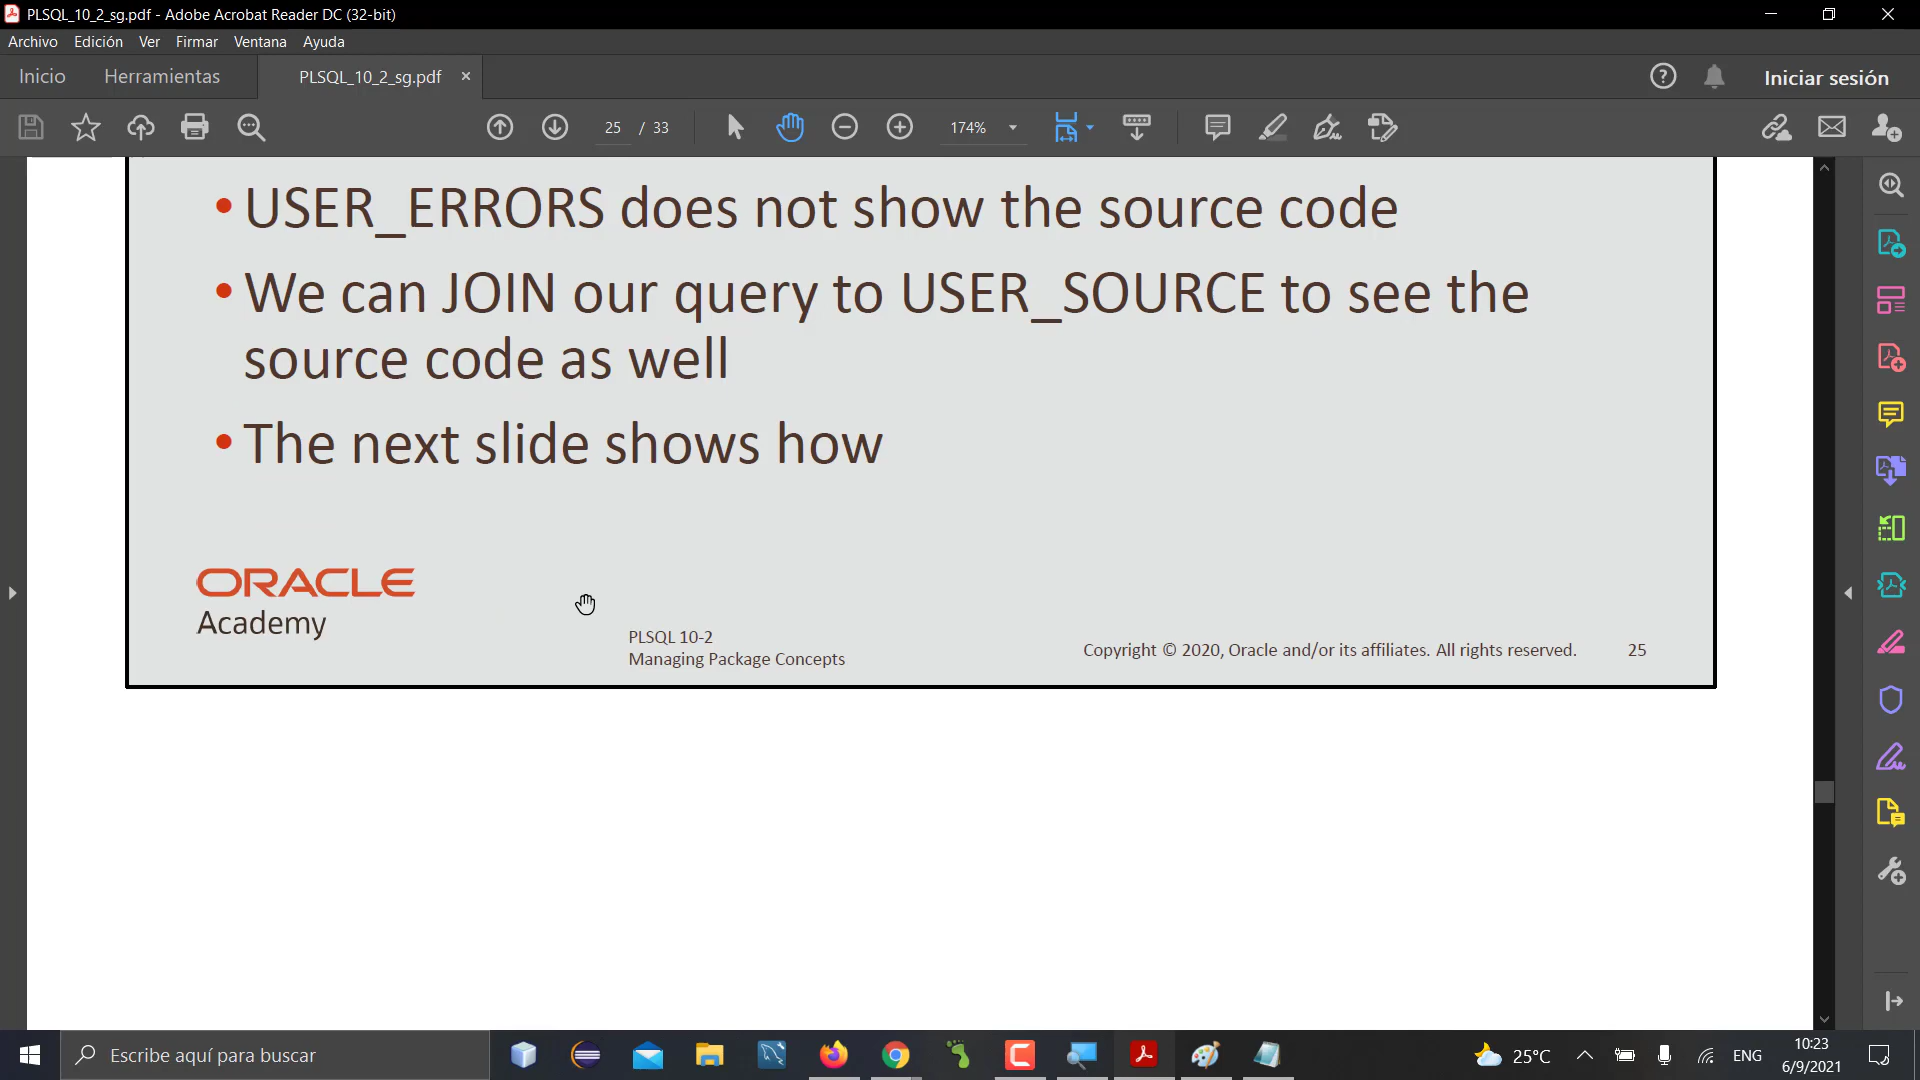 PLSQL_10_2_sg.pdf - Adobe Acrobat Reader DC (32-bit)
Archivo Edición Ver Firmar Ventana Ayuda
Inicio Herramientas PLSQL_10_2_sg.pdf × Iniciar sesión
25 / 33 174%
• USER_ERRORS does not show the source code
• We can JOIN our query to USER_SOURCE to see the
source code as well
• The next slide shows how
ORACLE
Academy
PLSQL 10-2
Managing Package Concepts
Copyright © 2020, Oracle and/or its affiliates. All rights reserved. 25
Escribe aquí para buscar
25°C ENG
10:23
6/9/2021